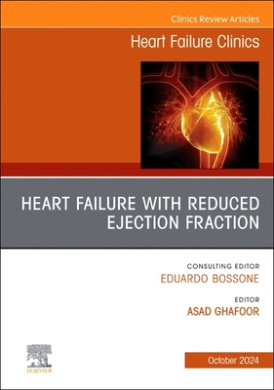 Clinics Review Articles
Heart Failure Clinics
HEART FAILURE WITH REDUCED
EJECTION FRACTION
CONSULTING EDITOR
EDUARDO BOSSONE
EDITOR
ASAD GHAFOOR
ELSEVIER
October 2024